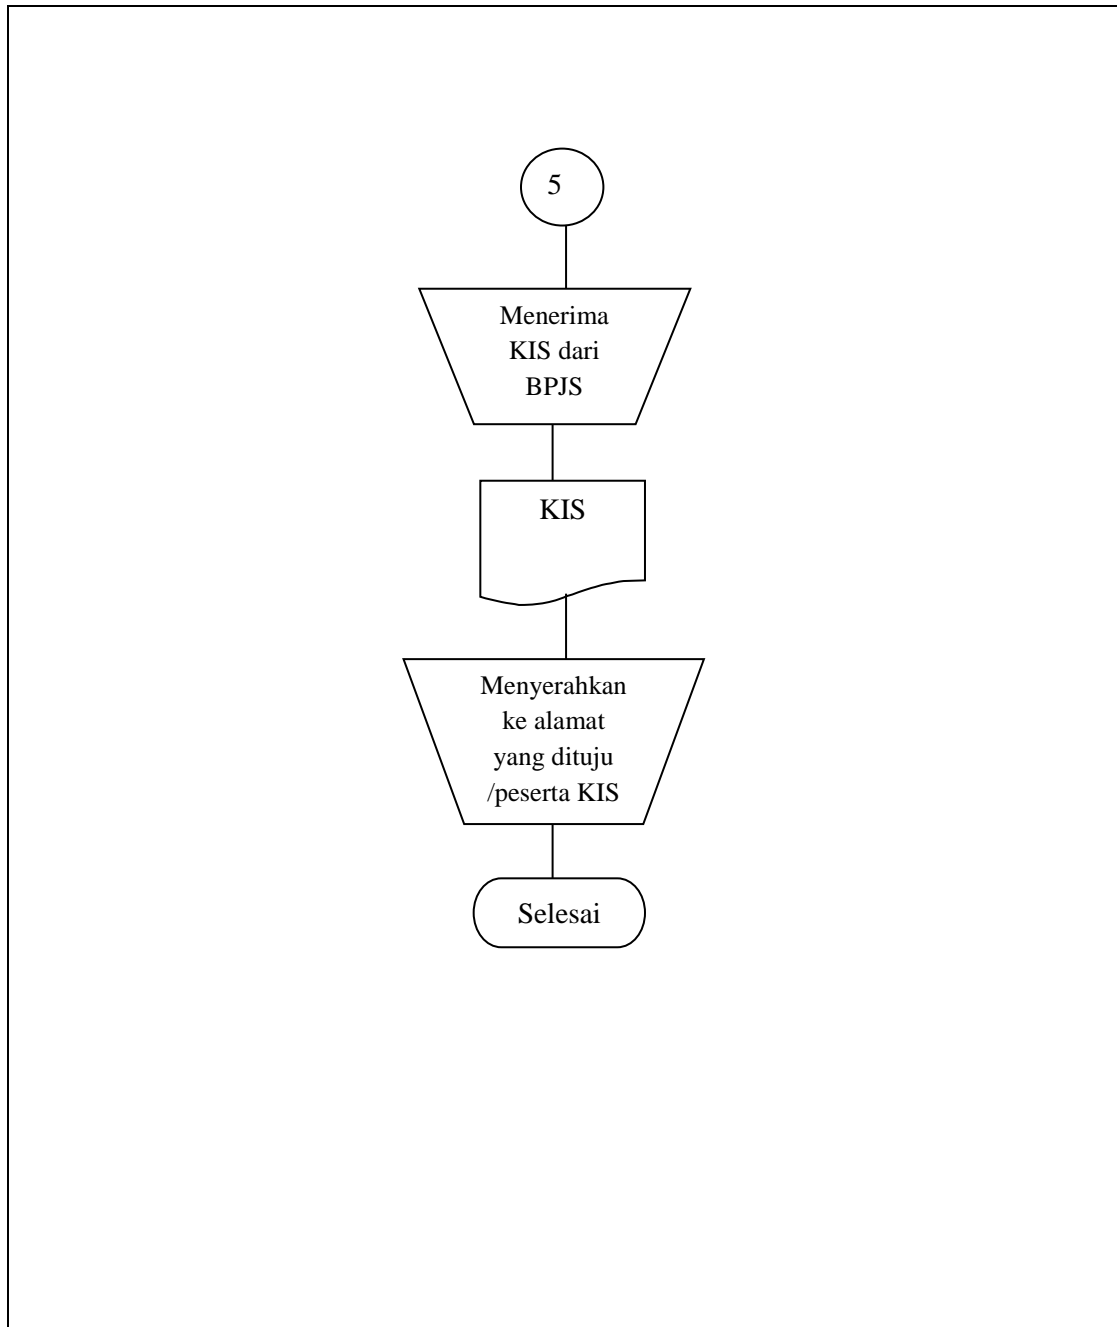 5
Menerima
KIS dari
BPJS
KIS
Menyerahkan
ke alamat
yang dituju
/peserta KIS
Selesai